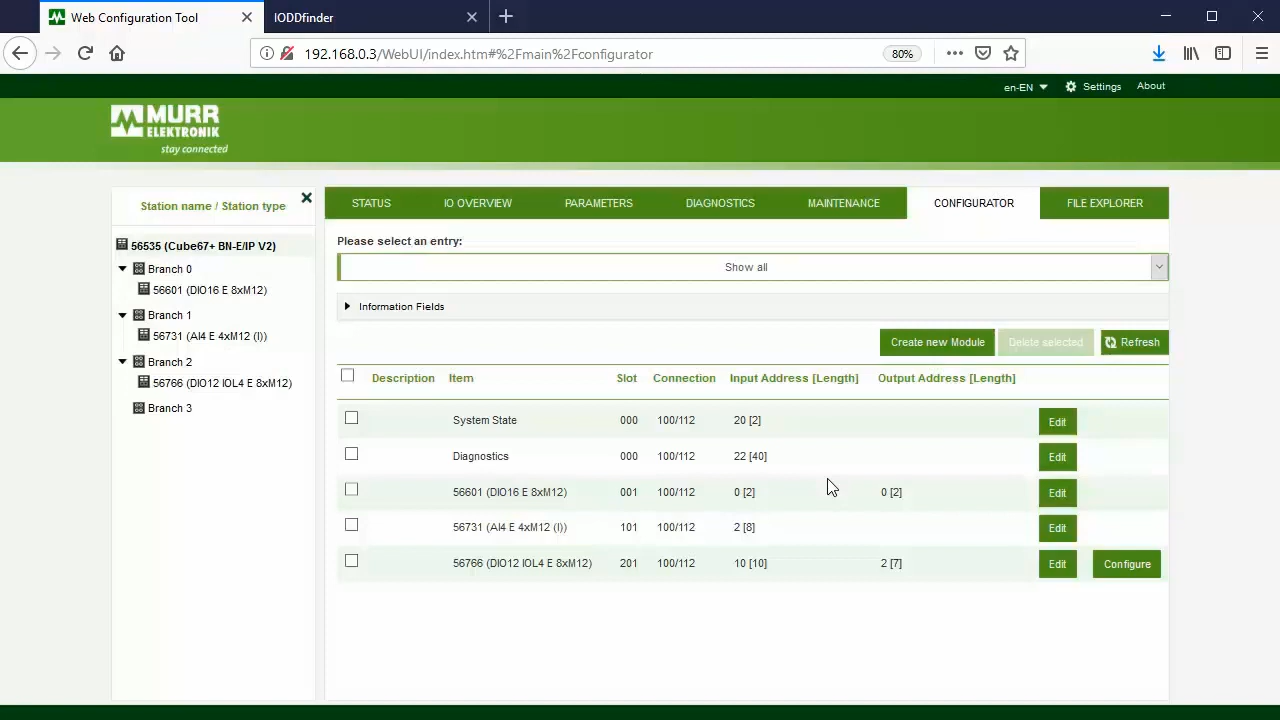 Web Configuration Tool
IODDfinder
192.168.0.3/WebUI/index.htm#%2Fmain%2Fconfigurator
80%
en-EN Settings About
MURR
ELEKTRONIK
stay connected
Station name / Station type
56535 (Cube67+ BN-E/IP V2)
Branch 0
56601 (DIO16 E 8xM12)
Branch 1
56731 (AI4 E 4xM12 (I))
Branch 2
56766 (DIO12 IOL4 E 8xM12)
Branch 3
STATUS IO OVERVIEW PARAMETERS DIAGNOSTICS MAINTENANCE CONFIGURATOR FILE EXPLORER
Please select an entry:
Show all
Information Fields
Create new Module Delete selected Refresh
Description Item Slot Connection Input Address [Length] Output Address [Length]
System State 000 100/112 20 [2] Edit
Diagnostics 000 100/112 22 [40] Edit
56601 (DIO16 E 8xM12) 001 100/112 0 [2] 0 [2] Edit
56731 (AI4 E 4xM12 (I)) 101 100/112 2 [8] Edit
56766 (DIO12 IOL4 E 8xM12) 201 100/112 10 [10] 2 [7] Edit Configure